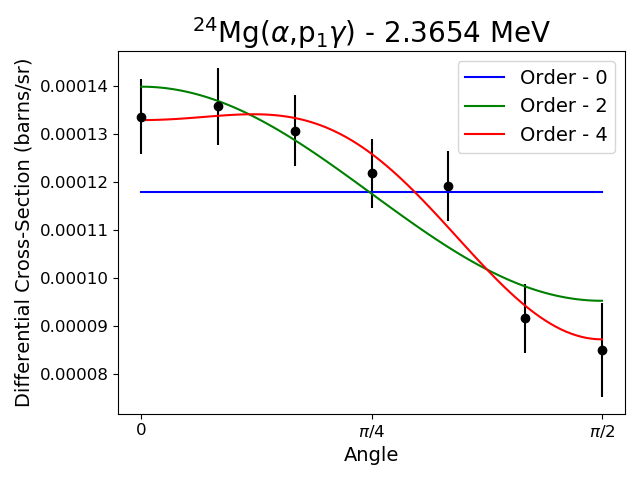 ²⁴Mg(α,p₁γ) - 2.3654 MeV
Differential Cross-Section (barns/sr)
0.00014
0.00013
0.00012
0.00011
0.00010
0.00009
0.00008
Order - 0
Order - 2
Order - 4
0
π/4
π/2
Angle